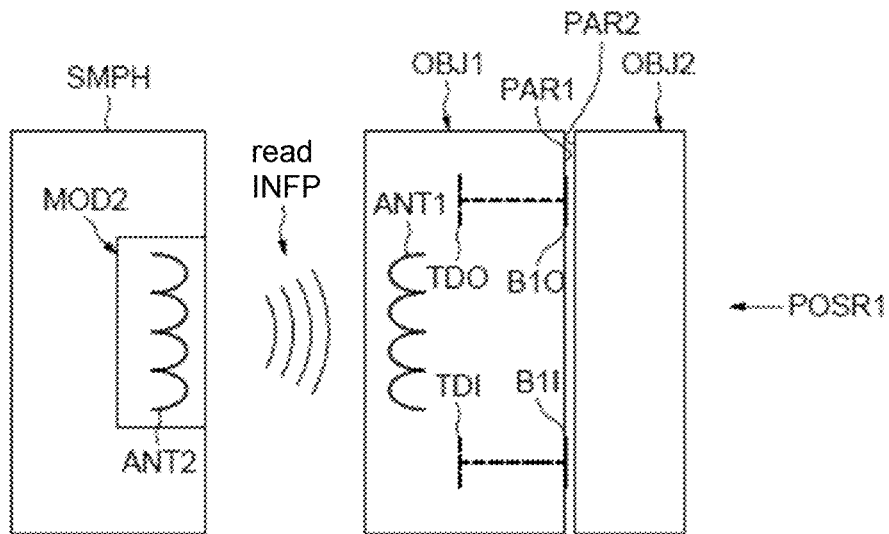 PAR2
SMPH
OBJ1
OBJ2
PAR1
read
INFP
MOD2
ANT1
TDO
B1O
POSR1
TDI
B1I
ANT2